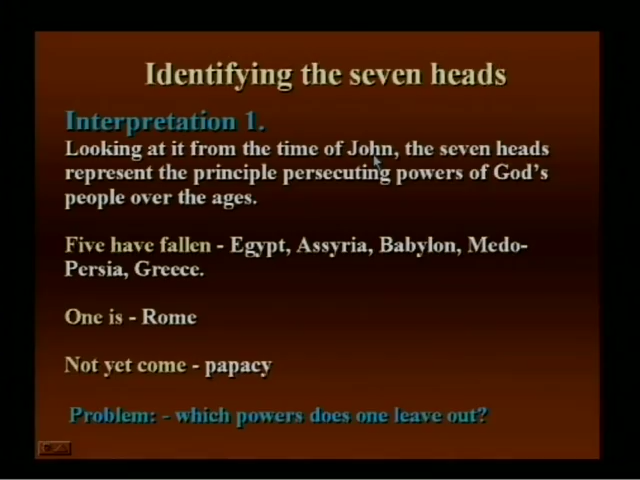 Identifying the seven heads
Interpretation 1.
Looking at it from the time of John, the seven heads
represent the principle persecuting powers of God's
people over the ages.
Five have fallen - Egypt, Assyria, Babylon, Medo-
Persia, Greece.
One is - Rome
Not yet come - papacy
Problem: - which powers does one leave out?